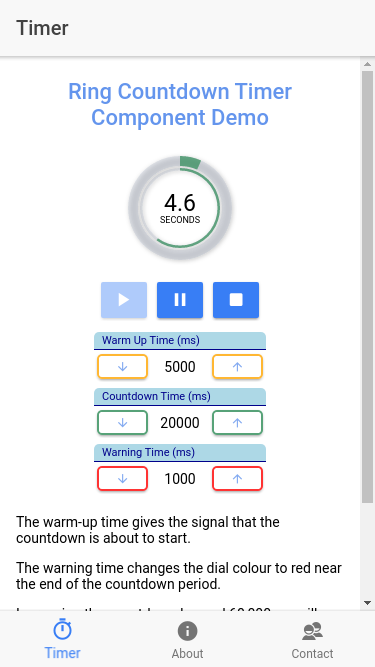 Timer
Ring Countdown Timer
Component Demo
4.6
SECONDS
Warm Up Time (ms)
5000
Countdown Time (ms)
20000
Warning Time (ms)
1000
The warm-up time gives the signal that the
countdown is about to start.
The warning time changes the dial colour to red near
the end of the countdown period.
Timer
About
Contact